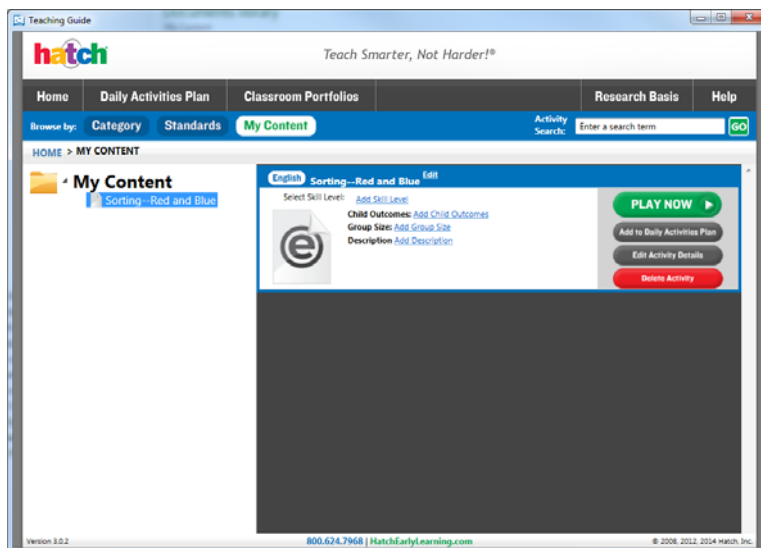 Teaching Guide
hatch
Teach Smarter, Not Harder!®
Home Daily Activities Plan Classroom Portfolios Research Basis Help
Browse by: Category Standards My Content Activity Search: Enter a search term GO
HOME > MY CONTENT
My Content
Sorting--Red and Blue
English Sorting--Red and Blue Edit
Select Skill Level: Add Skill Level
Child Outcomes: Add Child Outcomes
Group Size: Add Group Size
Description Add Description
e
PLAY NOW
Add to Daily Activities Plan
Edit Activity Details
Delete Activity
Version 3.0.2 800.624.7968 | HatchEarlyLearning.com © 2008, 2012, 2014 Hatch, Inc.